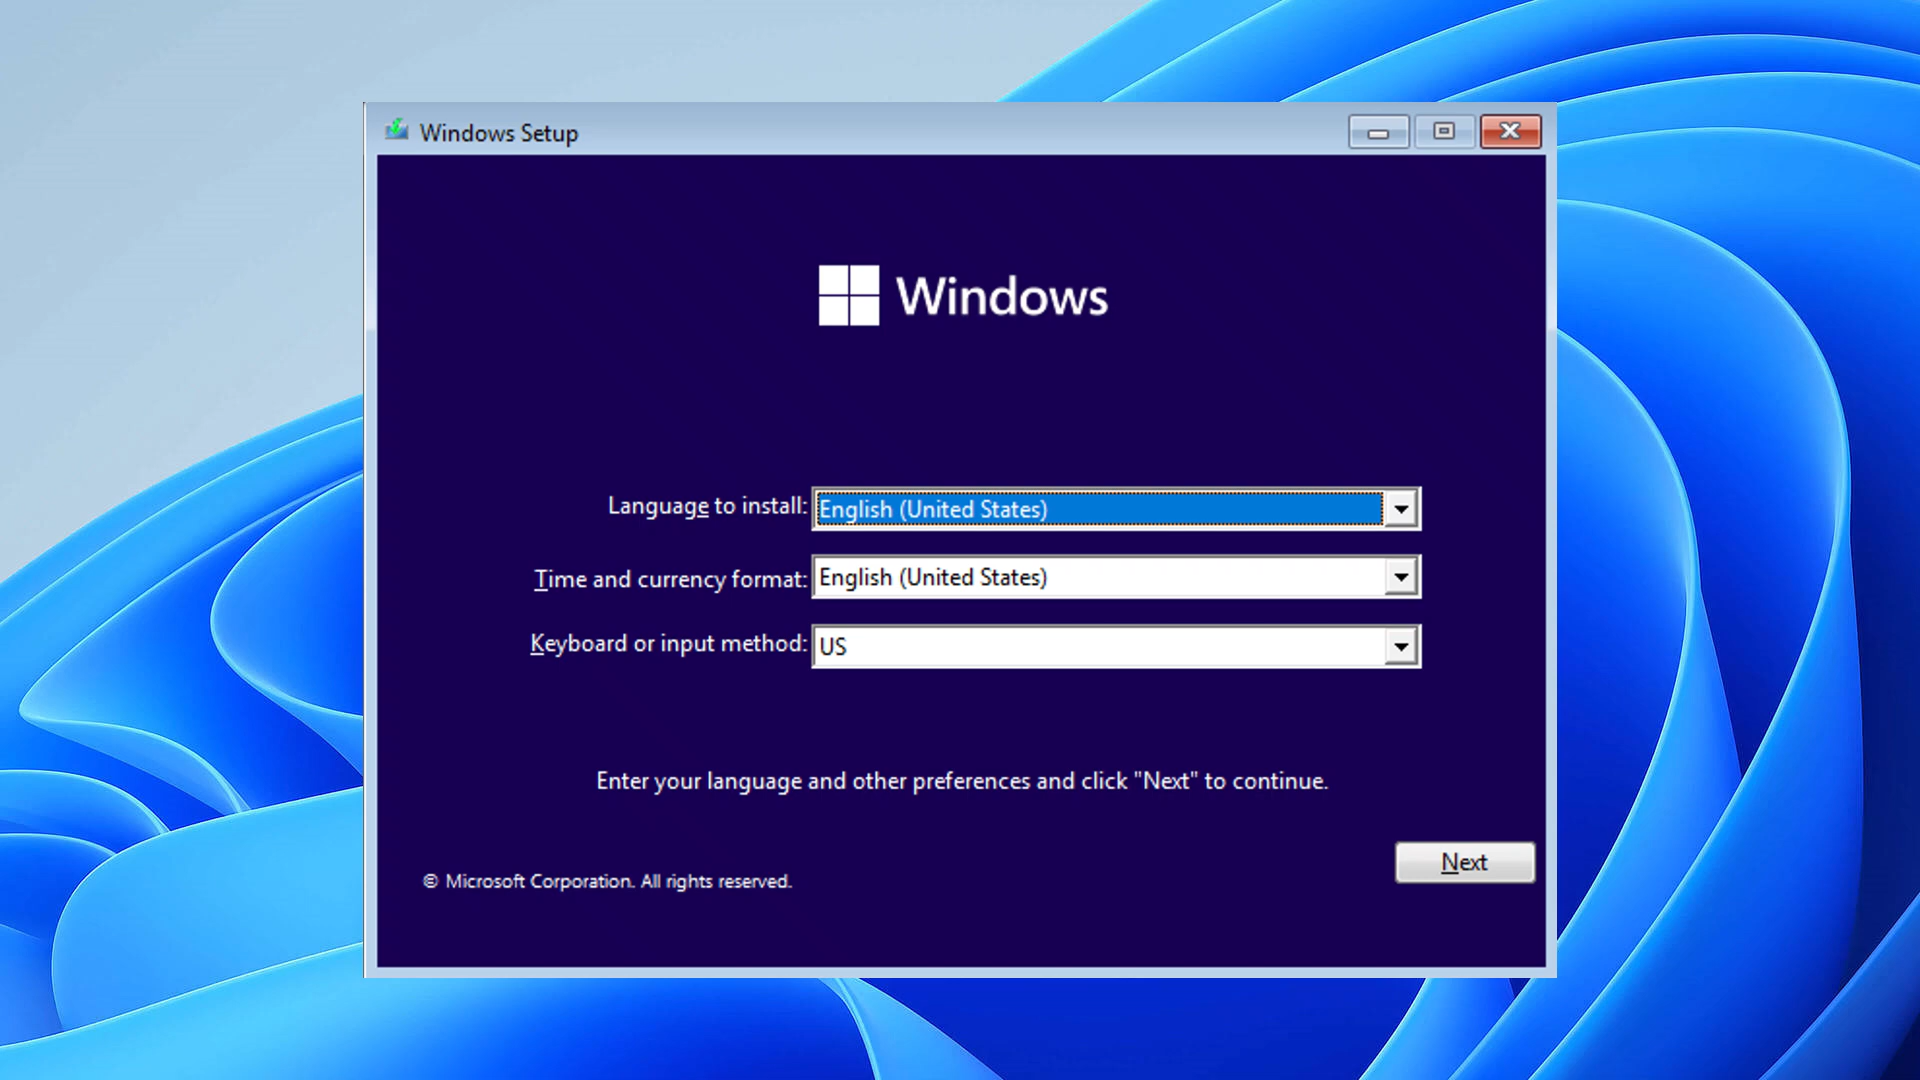 Windows Setup
Windows
Language to install: English (United States)
Time and currency format: English (United States)
Keyboard or input method: US
Enter your language and other preferences and click "Next" to continue.
Next
© Microsoft Corporation. All rights reserved.